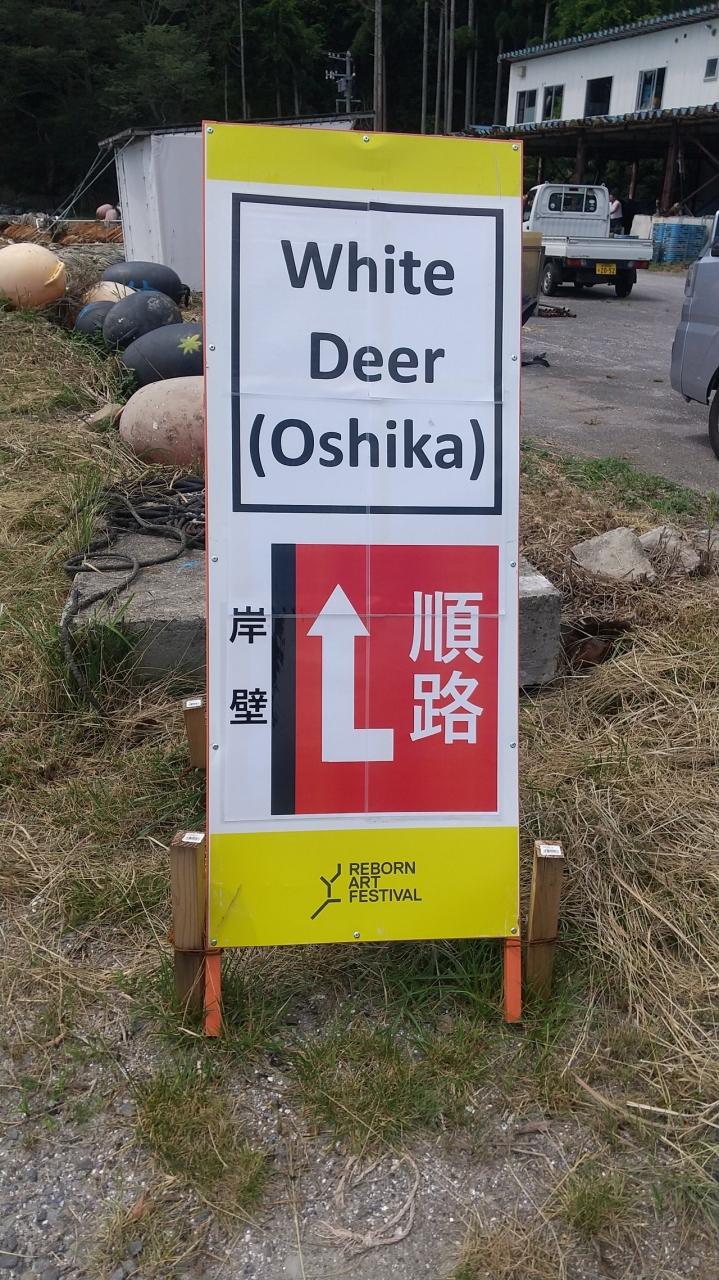 White
Deer
(Oshika)
岸壁
順路
REBORN
ART
FESTIVAL